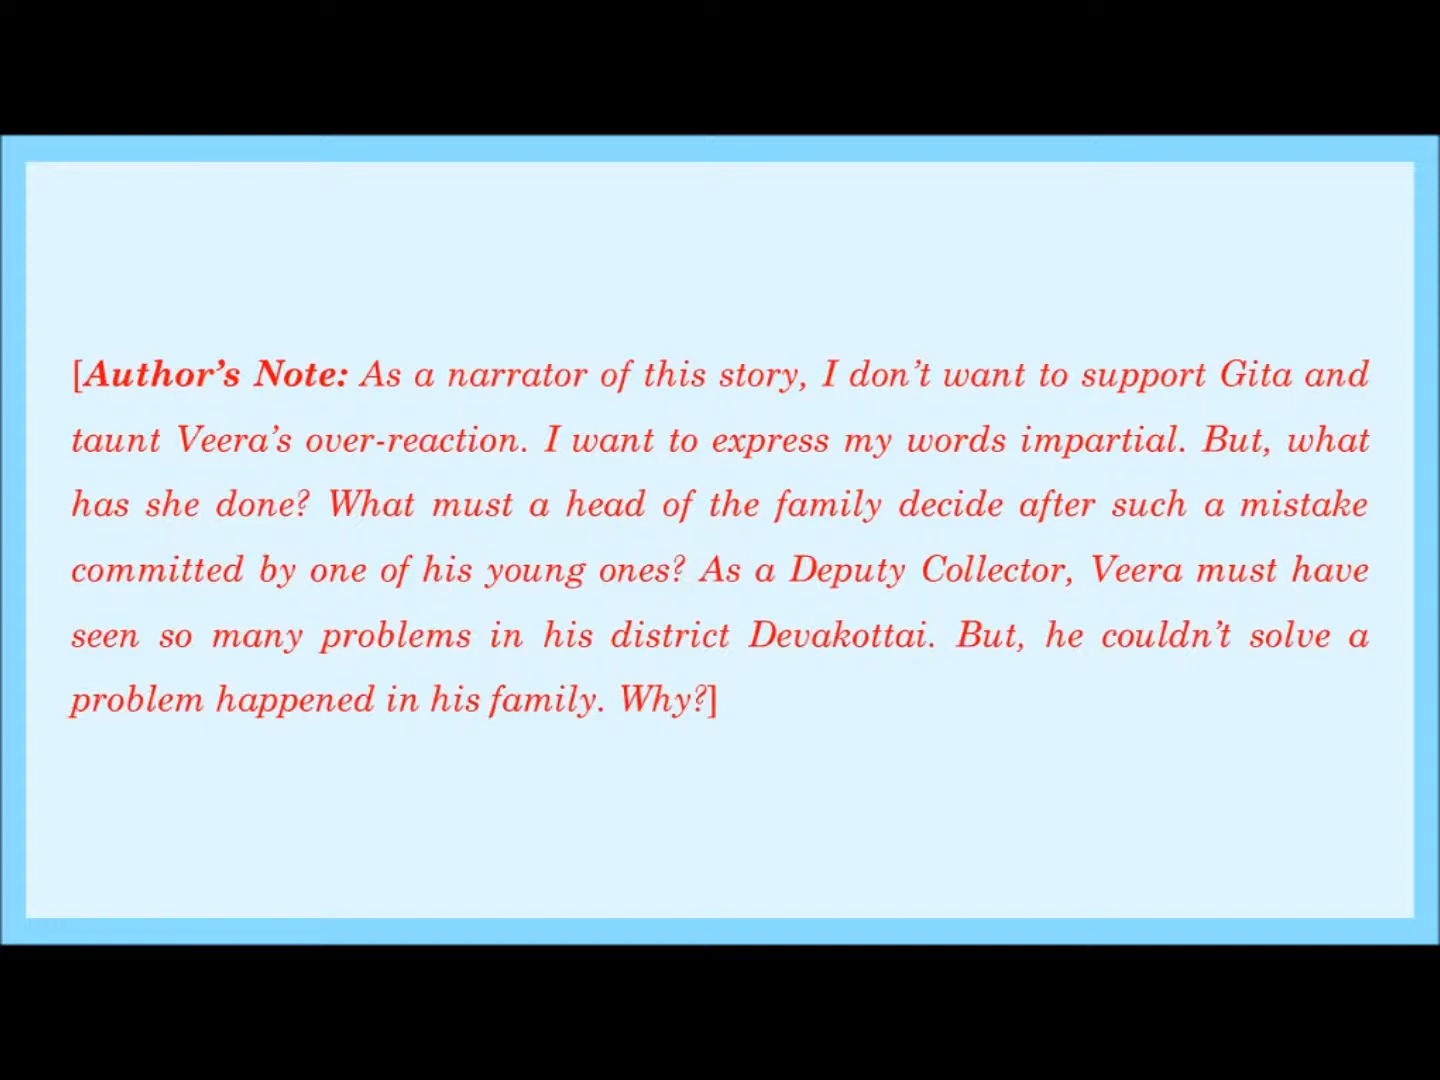 [Author’s Note: As a narrator of this story, I don’t want to support Gita and
taunt Veera’s over-reaction. I want to express my words impartial. But, what
has she done? What must a head of the family decide after such a mistake
committed by one of his young ones? As a Deputy Collector, Veera must have
seen so many problems in his district Devakottai. But, he couldn’t solve a
problem happened in his family. Why?]